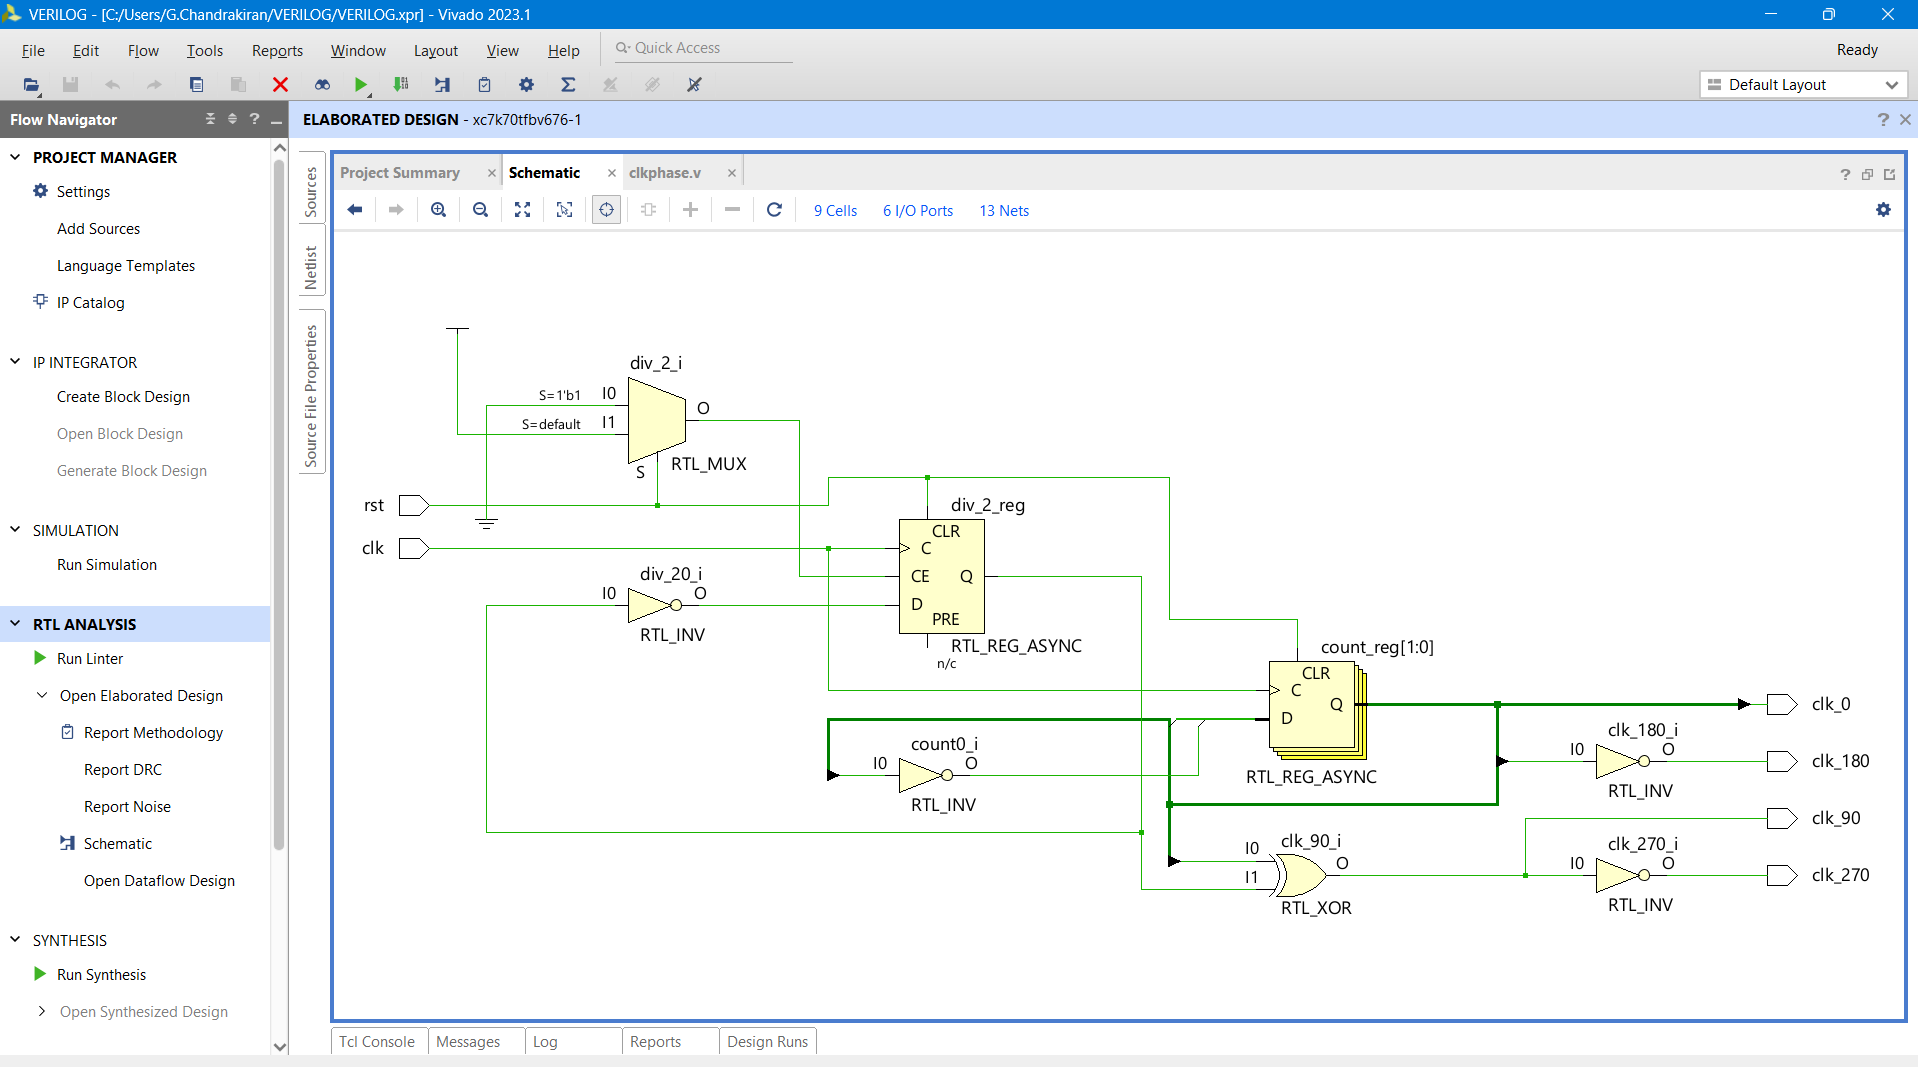 VERILOG - [C:/Users/G.Chandrakiran/VERILOG/VERILOG.xpr] - Vivado 2023.1
File Edit Flow Tools Reports Window Layout View Help Quick Access Ready
Default Layout
Flow Navigator
ELABORATED DESIGN - xc7k70tfbv676-1
PROJECT MANAGER
Settings
Add Sources
Language Templates
IP Catalog
IP INTEGRATOR
Create Block Design
Open Block Design
Generate Block Design
SIMULATION
Run Simulation
RTL ANALYSIS
Run Linter
Open Elaborated Design
Report Methodology
Report DRC
Report Noise
Schematic
Open Dataflow Design
SYNTHESIS
Run Synthesis
Open Synthesized Design
Sources
Netlist
Source File Properties
Project Summary Schematic clkphase.v
9 Cells 6 I/O Ports 13 Nets
div_2_i
S=1'b1 I0
O
S=default I1
S RTL_MUX
rst
clk
div_2_reg
CLR
C
CE Q
D
PRE
RTL_REG_ASYNC
n/c
div_20_i
I0 O
RTL_INV
count_reg[1:0]
CLR
C
Q
D
RTL_REG_ASYNC
count0_i
I0 O
RTL_INV
clk_0
clk_180_i
I0 O
clk_180
RTL_INV
clk_90
clk_90_i
I0
I1 O
RTL_XOR
clk_270_i
I0 O
clk_270
RTL_INV
Tcl Console Messages Log Reports Design Runs